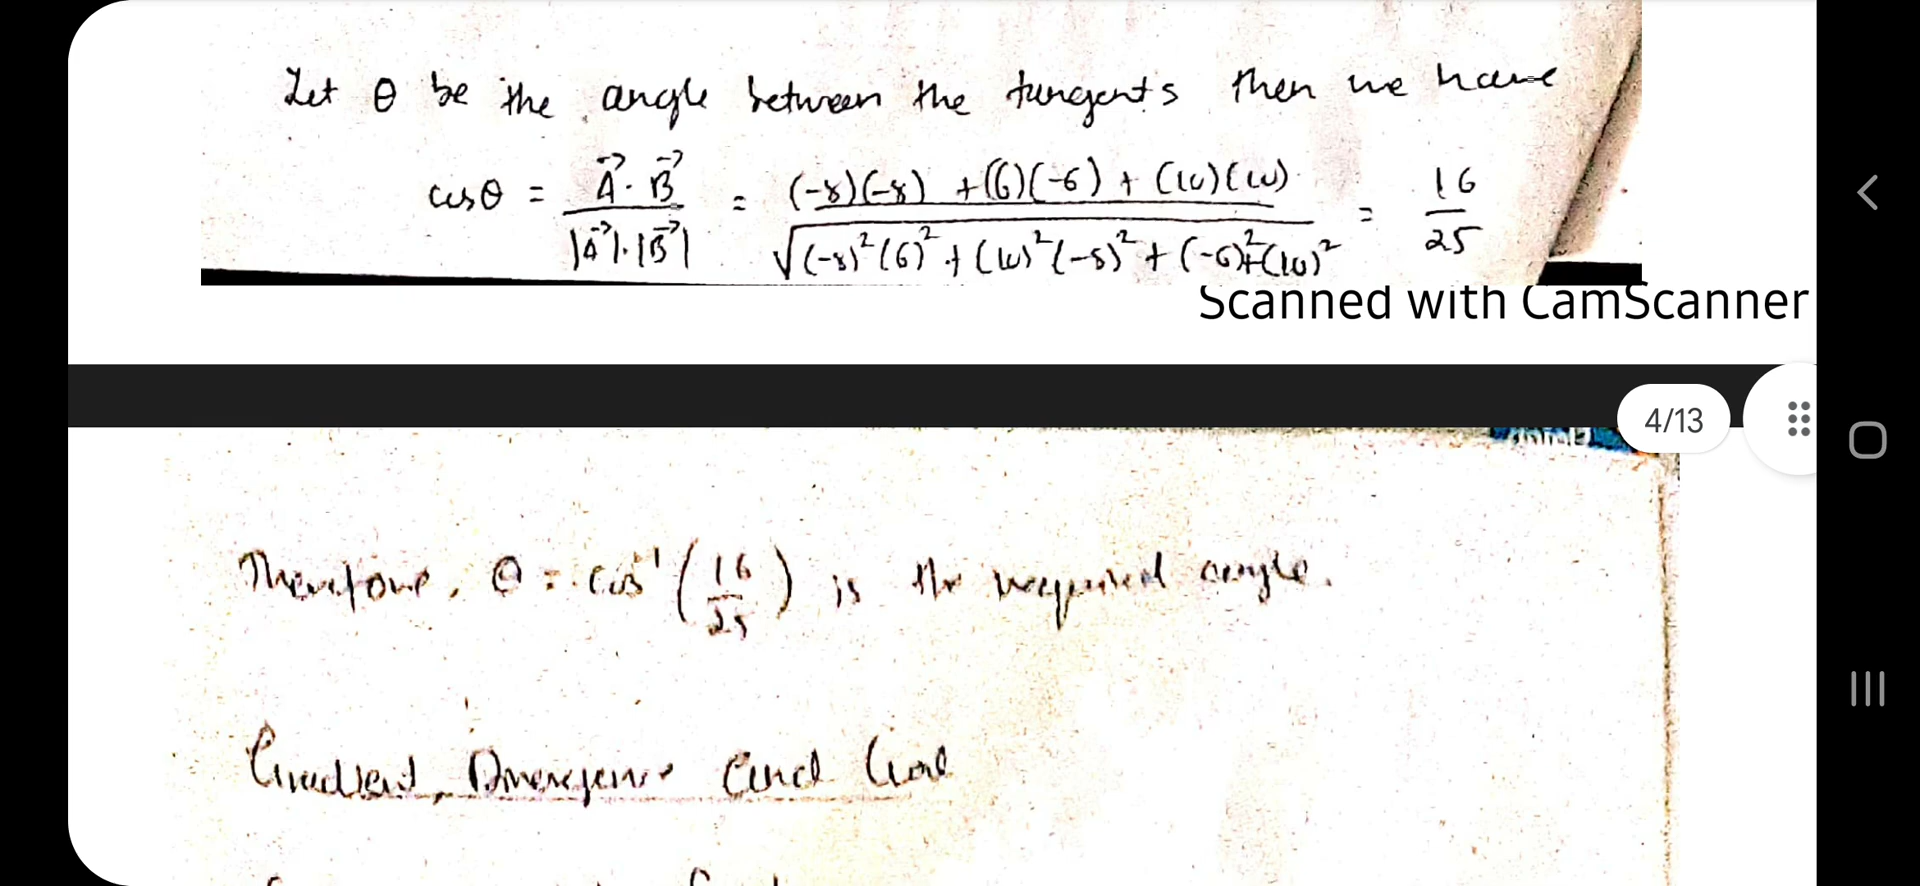 Let θ be the angle between the tangents then we have
cosθ = A⃗ · B⃗ / |A⃗|·|B⃗| = (-8)(-8) + (6)(-6) + (10)(10) / √(-8)²(6)² + (10)²(-8)² + (-6)²+(10)² = 16/25
Scanned with CamScanner
4/13
Therefore, θ = cos⁻¹(16/25) is the required angle.
Gradient, Divergence and Curl